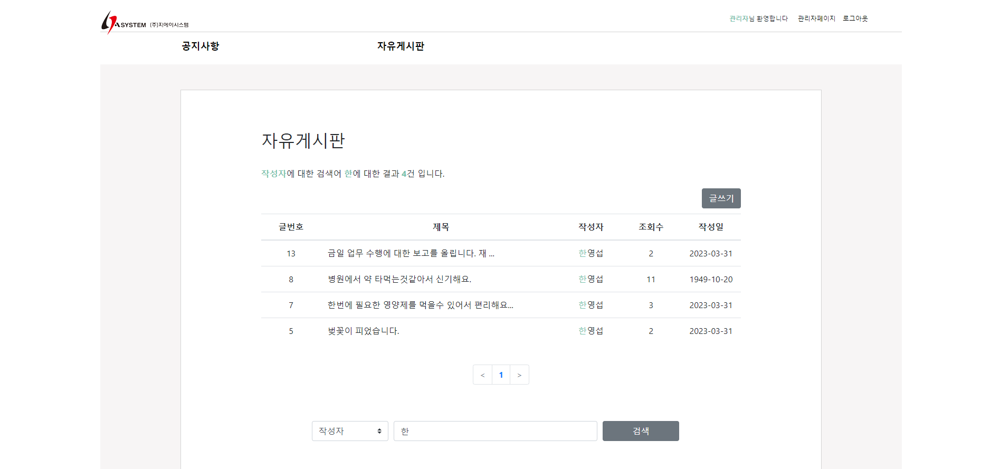 ASYSTEM (주)지에이시스템
관리자님 환영합니다 관리자페이지 로그아웃
공지사항 자유게시판
자유게시판
작성자에 대한 검색어 한에 대한 결과 4건 입니다.
글쓰기
글번호 제목 작성자 조회수 작성일
13 금일 업무 수행에 대한 보고를 올립니다. 재 ... 한영섭 2 2023-03-31
8 병원에서 약 타먹는것같아서 신기해요. 한영섭 11 1949-10-20
7 한번에 필요한 영양제를 먹을수 있어서 편리해요... 한영섭 3 2023-03-31
5 벚꽃이 피었습니다. 한영섭 2 2023-03-31
< 1 >
작성자 한 검색